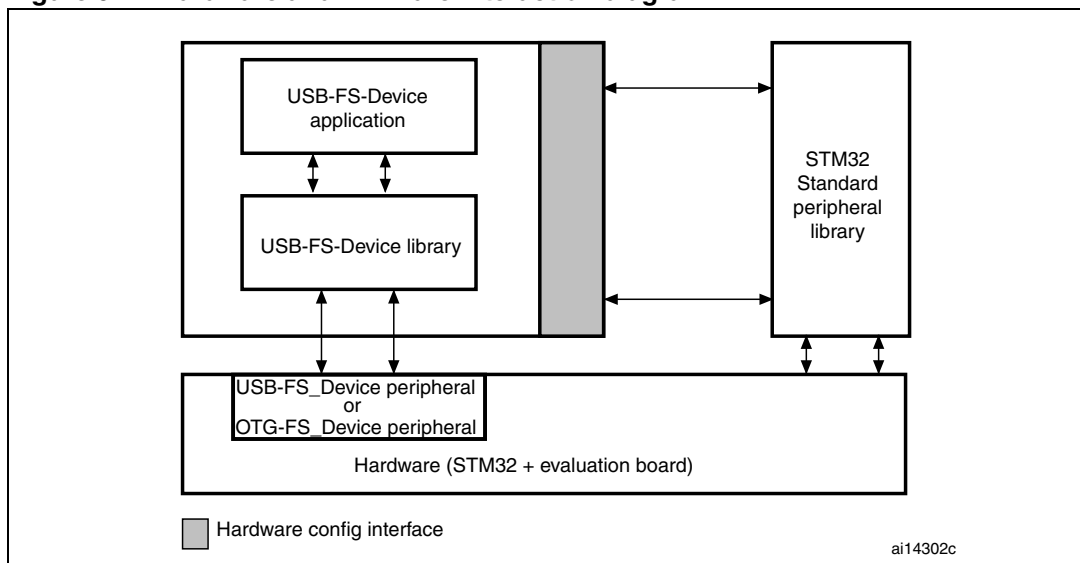 USB-FS-Device
application
USB-FS-Device library
STM32
Standard
peripheral
library
USB-FS_Device peripheral
or
OTG-FS_Device peripheral
Hardware (STM32 + evaluation board)
Hardware config interface
ai14302c